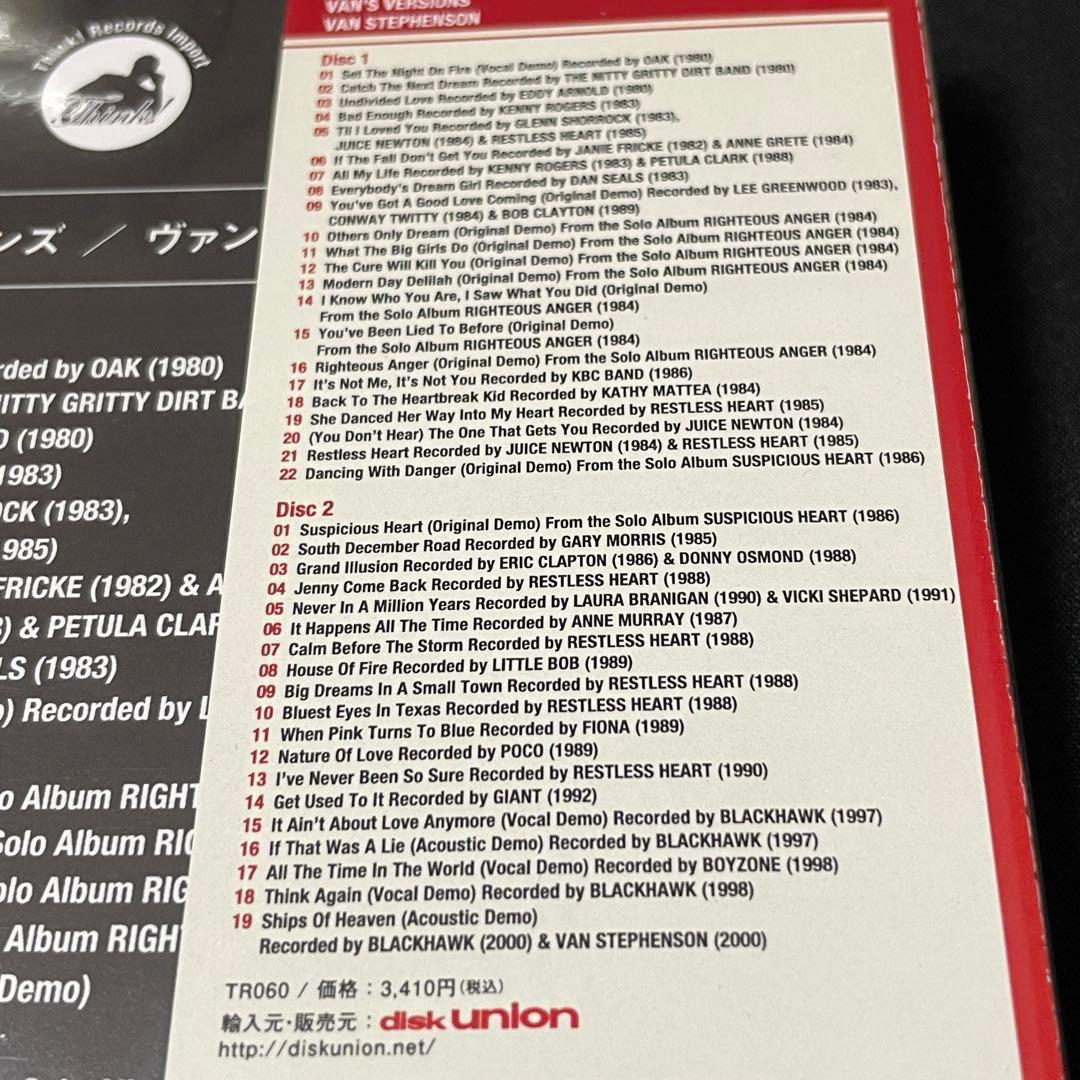 Think! Records Import
Think!
ンズ / ヴァン
rded by OAK (1980)
ITTY GRITTY DIRT BA
D (1980)
1983)
OCK (1983),
985)
FRICKE (1982) & A
3) & PETULA CLAR
LS (1983)
o) Recorded by L
o Album RIGHT
Solo Album RIG
olo Album RIG
Album RIGHT
Demo)
VAN'S VERSIONS
VAN STEPHENSON
Disc 1
01 Set The Night On Fire (Vocal Demo) Recorded by OAK (1980)
02 Catch The Next Dream Recorded by THE NITTY GRITTY DIRT BAND (1980)
03 Undivided Love Recorded by EDDY ARNOLD (1980)
04 Bad Enough Recorded by KENNY ROGERS (1983)
05 Til I Loved You Recorded by GLENN SHORROCK (1983),
JUICE NEWTON (1984) & RESTLESS HEART (1985)
06 If The Fall Don't Get You Recorded by JANIE FRICKE (1982) & ANNE GRETE (1984)
07 All My Life Recorded by KENNY ROGERS (1983) & PETULA CLARK (1988)
08 Everybody's Dream Girl Recorded by DAN SEALS (1983)
09 You've Got A Good Love Coming (Original Demo) Recorded by LEE GREENWOOD (1983),
CONWAY TWITTY (1984) & BOB CLAYTON (1989)
10 Others Only Dream (Original Demo) From the Solo Album RIGHTEOUS ANGER (1984)
11 What The Big Girls Do (Original Demo) From the Solo Album RIGHTEOUS ANGER (1984)
12 The Cure Will Kill You (Original Demo) From the Solo Album RIGHTEOUS ANGER (1984)
13 Modern Day Delilah (Original Demo) From the Solo Album RIGHTEOUS ANGER (1984)
14 I Know Who You Are, I Saw What You Did (Original Demo)
From the Solo Album RIGHTEOUS ANGER (1984)
15 You've Been Lied To Before (Original Demo)
From the Solo Album RIGHTEOUS ANGER (1984)
16 Righteous Anger (Original Demo) From the Solo Album RIGHTEOUS ANGER (1984)
17 It's Not Me, It's Not You Recorded by KBC BAND (1986)
18 Back To The Heartbreak Kid Recorded by KATHY MATTEA (1984)
19 She Danced Her Way Into My Heart Recorded by RESTLESS HEART (1985)
20 (You Don't Hear) The One That Gets You Recorded by JUICE NEWTON (1984)
21 Restless Heart Recorded by JUICE NEWTON (1984) & RESTLESS HEART (1985)
22 Dancing With Danger (Original Demo) From the Solo Album SUSPICIOUS HEART (1986)
Disc 2
01 Suspicious Heart (Original Demo) From the Solo Album SUSPICIOUS HEART (1986)
02 South December Road Recorded by GARY MORRIS (1985)
03 Grand Illusion Recorded by ERIC CLAPTON (1986) & DONNY OSMOND (1988)
04 Jenny Come Back Recorded by RESTLESS HEART (1988)
05 Never In A Million Years Recorded by LAURA BRANIGAN (1990) & VICKI SHEPARD (1991)
06 It Happens All The Time Recorded by ANNE MURRAY (1987)
07 Calm Before The Storm Recorded by RESTLESS HEART (1988)
08 House Of Fire Recorded by LITTLE BOB (1989)
09 Big Dreams In A Small Town Recorded by RESTLESS HEART (1988)
10 Bluest Eyes In Texas Recorded by RESTLESS HEART (1988)
11 When Pink Turns To Blue Recorded by FIONA (1989)
12 Nature Of Love Recorded by POCO (1989)
13 I've Never Been So Sure Recorded by RESTLESS HEART (1990)
14 Get Used To It Recorded by GIANT (1992)
15 It Ain't About Love Anymore (Vocal Demo) Recorded by BLACKHAWK (1997)
16 If That Was A Lie (Acoustic Demo) Recorded by BLACKHAWK (1997)
17 All The Time In The World (Vocal Demo) Recorded by BOYZONE (1998)
18 Think Again (Vocal Demo) Recorded by BLACKHAWK (1998)
19 Ships Of Heaven (Acoustic Demo)
Recorded by BLACKHAWK (2000) & VAN STEPHENSON (2000)
TR060 / 価格：3,410円(税込)
輸入元・販売元：disk union
http://diskunion.net/